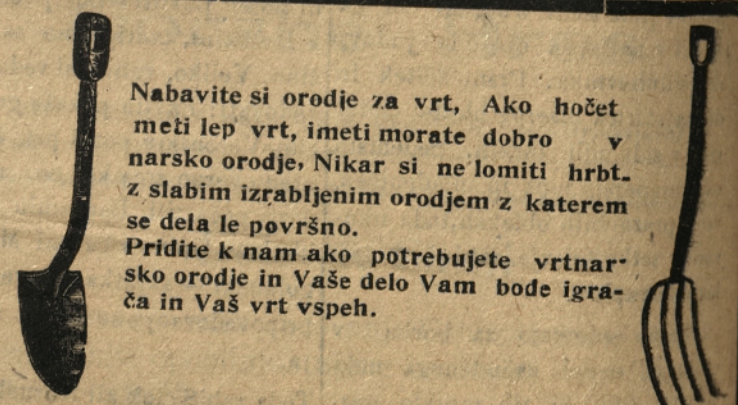 Nabavite si orodje za vrt, Ako hočet
meti lep vrt, imeti morate dobro v
narsko orodje, Nikar si ne lomiti hrbt-
z slabim izrabljenim orodjem z katerem
se dela le površno.
Pridite k nam ako potrebujete vrtnar-
sko orodje in Vaše delo Vam bode igra-
ča in Vaš vrt vspeh.